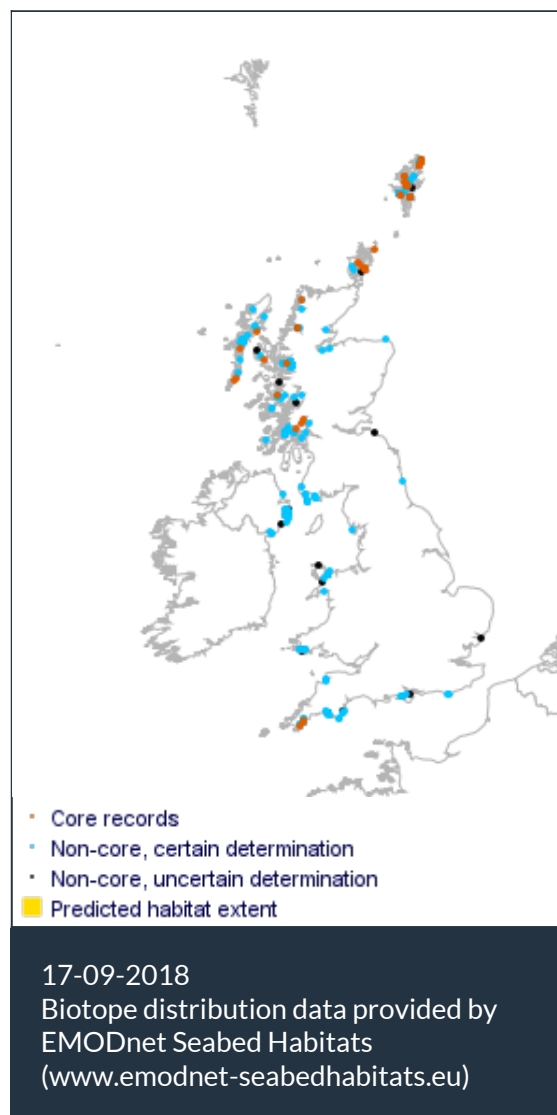 Core records
Non-core, certain determination
Non-core, uncertain determination
Predicted habitat extent
17-09-2018
Biotope distribution data provided by
EMODnet Seabed Habitats
(www.emodnet-seabedhabitats.eu)